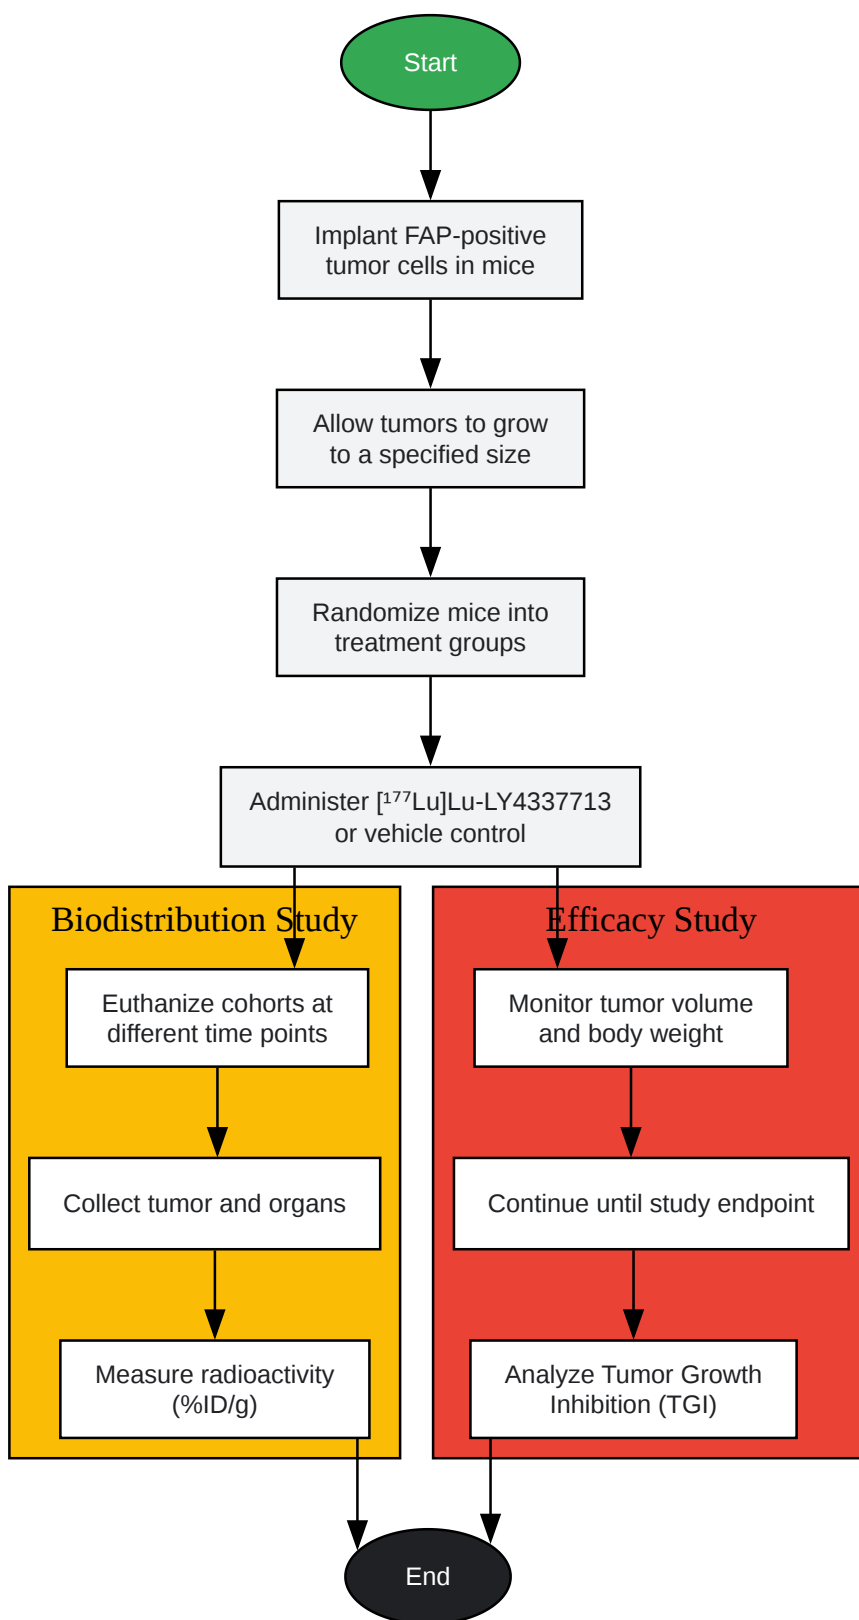 Start
Implant FAP-positive
tumor cells in mice
Allow tumors to grow
to a specified size
Randomize mice into
treatment groups
Administer [¹⁷⁷Lu]Lu-LY4337713
or vehicle control
Biodistribution Study
Euthanize cohorts at
different time points
Collect tumor and organs
Measure radioactivity
(%ID/g)
Efficacy Study
Monitor tumor volume
and body weight
Continue until study endpoint
Analyze Tumor Growth
Inhibition (TGI)
End